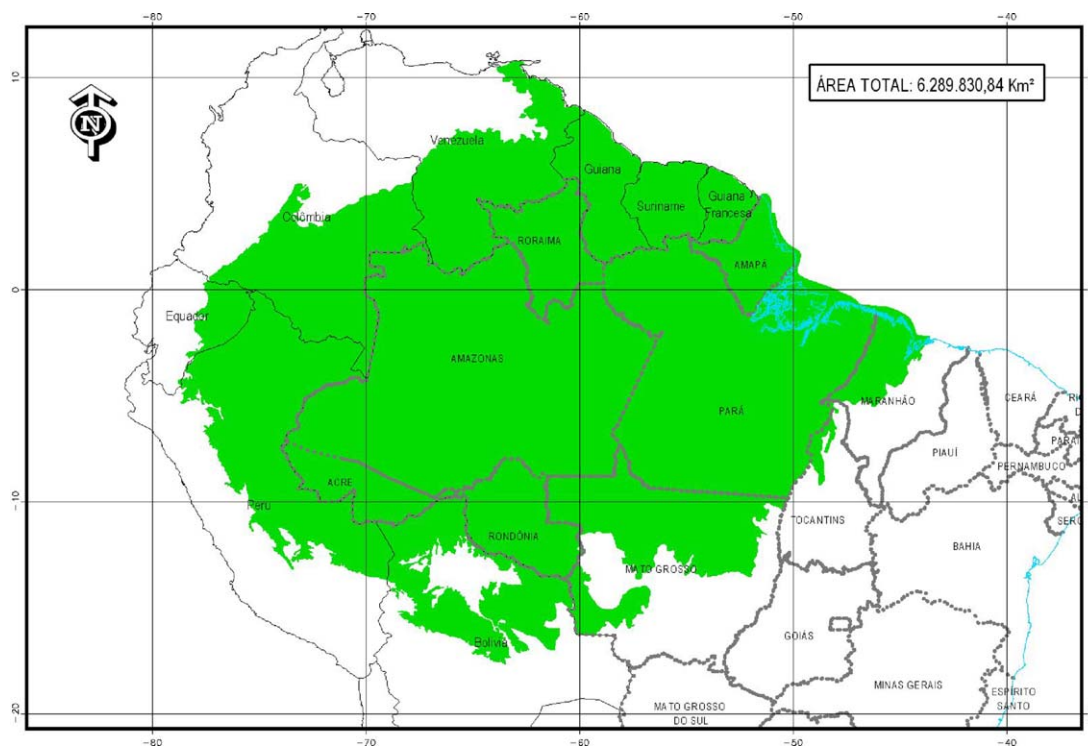 −80
−70
−60
−50
−40
10
ÁREA TOTAL: 6.289.830,84 Km²
N
Venezuela
Guiana
Suriname
Guiana
Francesa
Colômbia
RORAIMA
AMAPÁ
0
Equador
AMAZONAS
PARÁ
MARANHÃO
CEARÁ
PIAUÍ
PERNAMBUCO
ACRE
Peru
−10
RONDÔNIA
TOCANTINS
BAHIA
MATO GROSSO
GOIÁS
Bolívia
MINAS GERAIS
ESPÍRITO
SANTO
MATO GROSSO
DO SUL
−20
−80
−70
−60
−50
−40